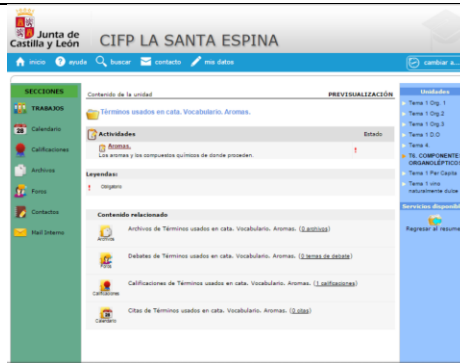 Junta de
Castilla y León
CIFP LA SANTA ESPINA
inicio ayuda buscar contacto mis datos
cambiar a...
SECCIONES
TRABAJOS
Calendario
Calificaciones
Archivos
Foros
Contactos
Mail Interno
Contenido de la unidad PREVISUALIZACIÓN
Términos usados en cata. Vocabulario. Aromas.
Actividades Estado
Aromas.
Los aromas y los compuestos químicos de donde proceden.
Leyendas:
Obligatorio
Contenido relacionado
Archivos de Términos usados en cata. Vocabulario. Aromas. (0 archivos)
Archivos
Debates de Términos usados en cata. Vocabulario. Aromas. (0 temas de debate)
Foros
Calificaciones de Términos usados en cata. Vocabulario. Aromas. (1 calificaciones)
Calificaciones
Citas de Términos usados en cata. Vocabulario. Aromas. (0 citas)
Calendario
Unidades
Tema 1 Org. 1
Tema 1 Org.2
Tema 1 Org.3
Tema 1 D.O
Tema 4.
T6. COMPONENTE
ORGANOLÉPTICO
Tema 1 Per Capita
Tema 1 vino
naturalmente dulce
Servicios disponibl
Regresar al resume